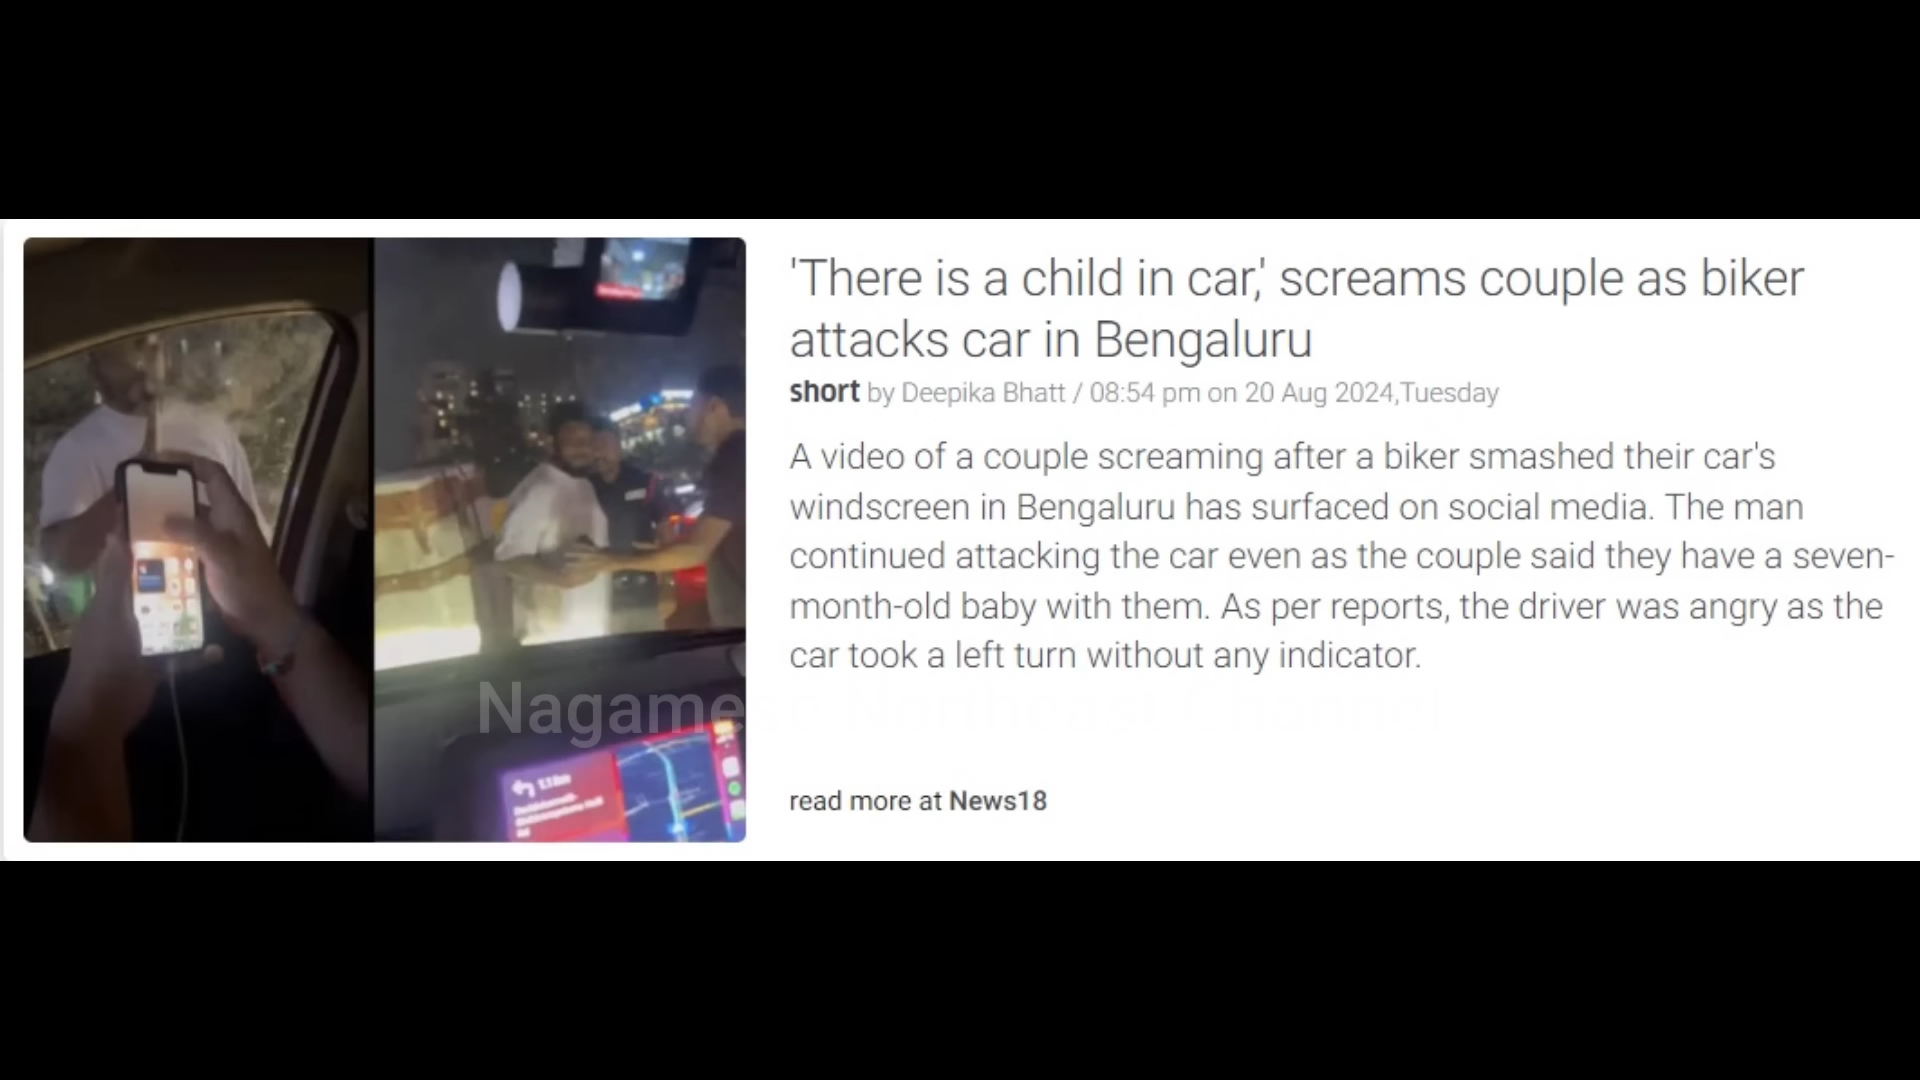 'There is a child in car,' screams couple as biker
attacks car in Bengaluru
short by Deepika Bhatt / 08:54 pm on 20 Aug 2024,Tuesday
A video of a couple screaming after a biker smashed their car's
windscreen in Bengaluru has surfaced on social media. The man
continued attacking the car even as the couple said they have a seven-
month-old baby with them. As per reports, the driver was angry as the
car took a left turn without any indicator.
Nagamese
read more at News18